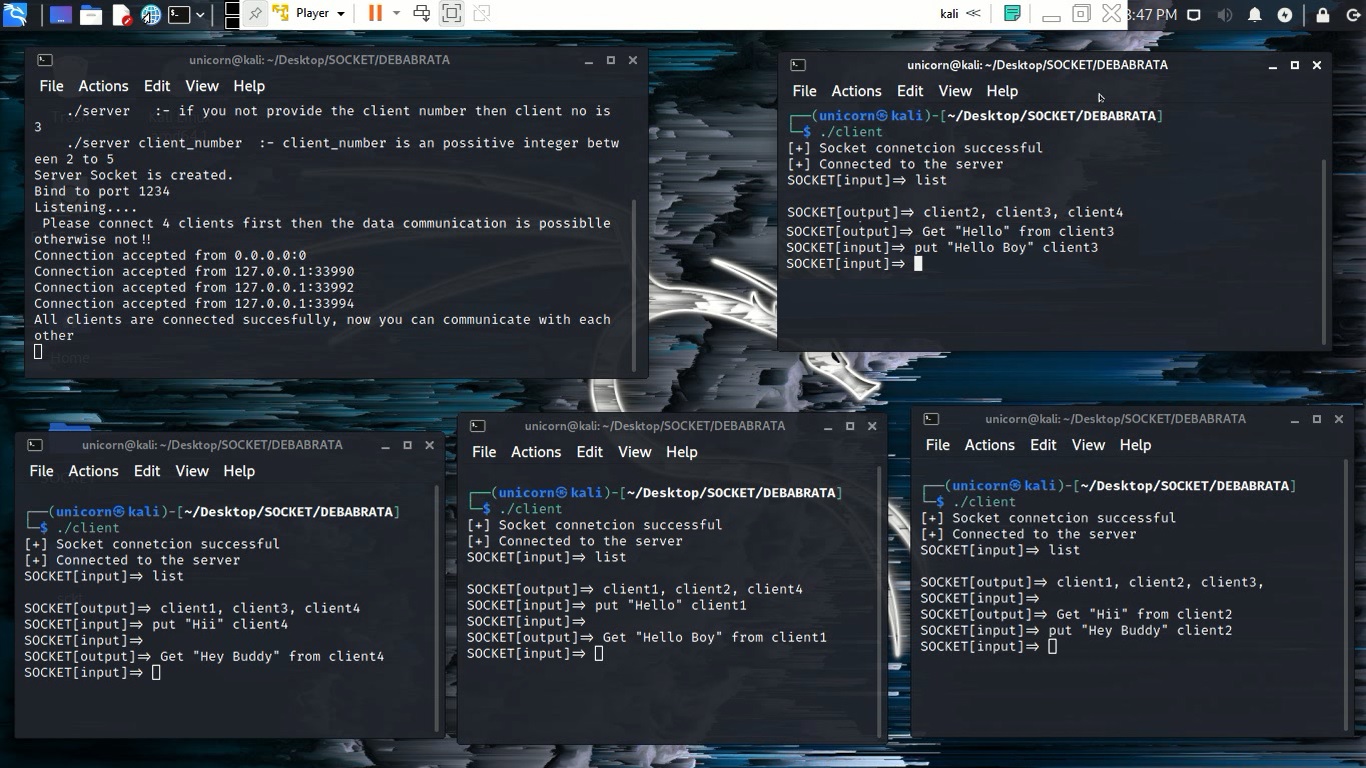 Player
kali
3:47 PM
unicorn@kali: ~/Desktop/SOCKET/DEBABRATA
File Actions Edit View Help
./server :- if you not provide the client number then client no is
3
./server client_number :- client_number is an possitive integer betw
een 2 to 5
Server Socket is created.
Bind to port 1234
Listening....
Please connect 4 clients first then the data communication is possiblle
otherwise not!!
Connection accepted from 0.0.0.0:0
Connection accepted from 127.0.0.1:33990
Connection accepted from 127.0.0.1:33992
Connection accepted from 127.0.0.1:33994
All clients are connected succesfully, now you can communicate with each
other
Home
unicorn@kali: ~/Desktop/SOCKET/DEBABRATA
File Actions Edit View Help
┌──(unicorn㉿kali)-[~/Desktop/SOCKET/DEBABRATA]
└─$ ./client
[+] Socket connetcion successful
[+] Connected to the server
SOCKET[input]=> list
SOCKET[output]=> client2, client3, client4
SOCKET[output]=> Get "Hello" from client3
SOCKET[input]=> put "Hello Boy" client3
SOCKET[input]=>
unicorn@kali: ~/Desktop/SOCKET/DEBABRATA
File Actions Edit View Help
┌──(unicorn㉿kali)-[~/Desktop/SOCKET/DEBABRATA]
└─$ ./client
[+] Socket connetcion successful
[+] Connected to the server
SOCKET[input]=> list
SOCKET[output]=> client1, client3, client4
SOCKET[input]=> put "Hii" client4
SOCKET[input]=>
SOCKET[output]=> Get "Hey Buddy" from client4
SOCKET[input]=>
unicorn@kali: ~/Desktop/SOCKET/DEBABRATA
File Actions Edit View Help
┌──(unicorn㉿kali)-[~/Desktop/SOCKET/DEBABRATA]
└─$ ./client
[+] Socket connetcion successful
[+] Connected to the server
SOCKET[input]=> list
SOCKET[output]=> client1, client2, client4
SOCKET[input]=> put "Hello" client1
SOCKET[input]=>
SOCKET[output]=> Get "Hello Boy" from client1
SOCKET[input]=>
unicorn@kali: ~/Desktop/SOCKET/DEBABRATA
File Actions Edit View Help
┌──(unicorn㉿kali)-[~/Desktop/SOCKET/DEBABRATA]
└─$ ./client
[+] Socket connetcion successful
[+] Connected to the server
SOCKET[input]=> list
SOCKET[output]=> client1, client2, client3,
SOCKET[input]=>
SOCKET[output]=> Get "Hii" from client2
SOCKET[input]=> put "Hey Buddy" client2
SOCKET[input]=>